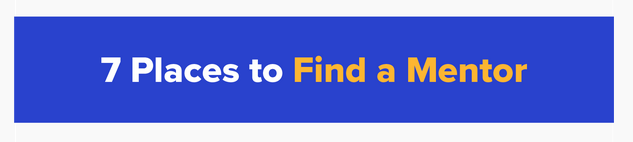 7 Places to Find a Mentor